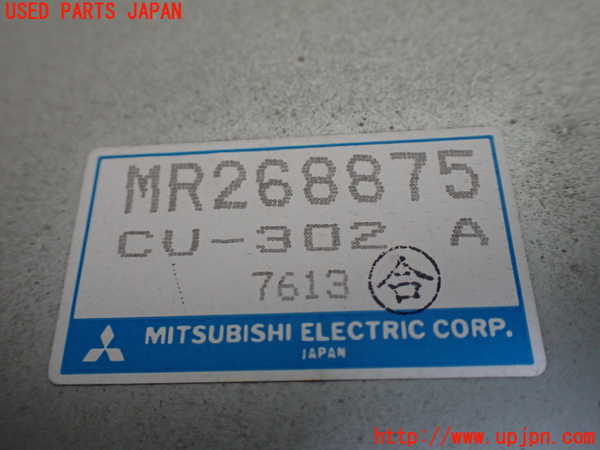 USED PARTS JAPAN
MR268875
CU-302 A
7613 合
MITSUBISHI ELECTRIC CORP.
JAPAN
http://www.upjpn.com/